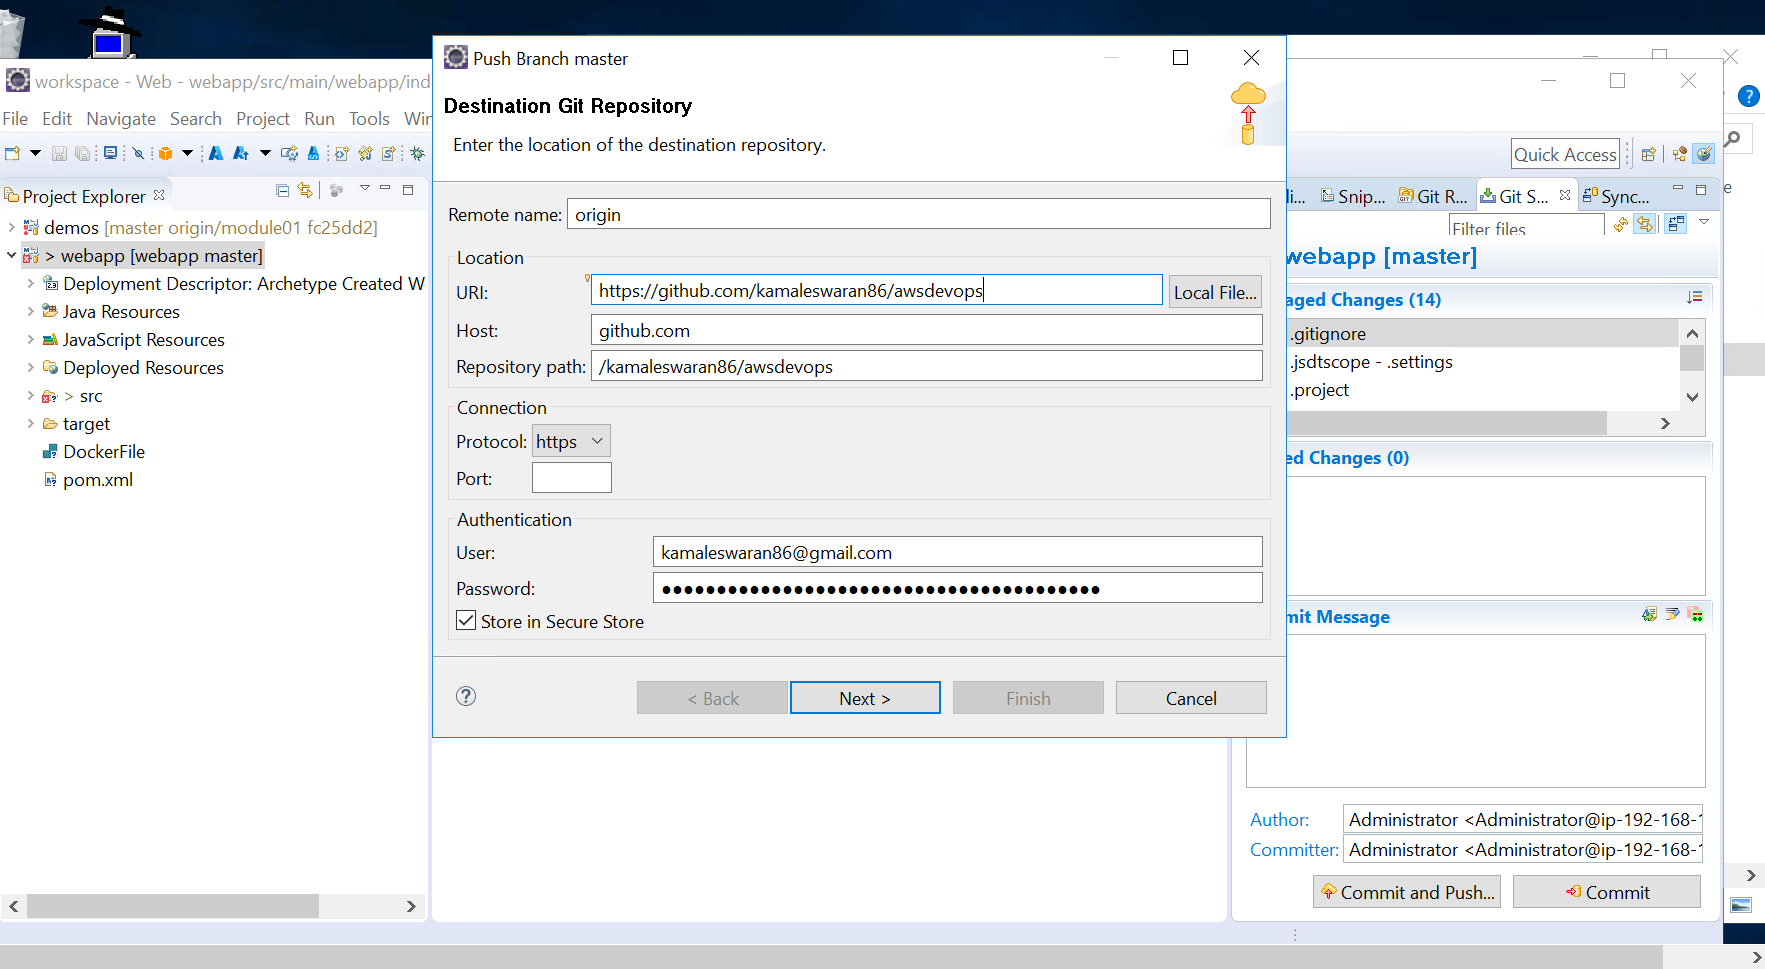 Push Branch master
Destination Git Repository
Enter the location of the destination repository.
Remote name: origin
Location
URI: https://github.com/kamaleswaran86/awsdevops Local File...
Host: github.com
Repository path: /kamaleswaran86/awsdevops
Connection
Protocol: https
Port:
Authentication
User: kamaleswaran86@gmail.com
Password: ●●●●●●●●●●●●●●●●●●●●●●●●●●●●●●●●●●●●●●●●
Store in Secure Store
< Back Next > Finish Cancel
workspace - Web - webapp/src/main/webapp/ind
File Edit Navigate Search Project Run Tools Win
Quick Access
Project Explorer
demos [master origin/module01 fc25dd2]
> webapp [webapp master]
Deployment Descriptor: Archetype Created W
Java Resources
JavaScript Resources
Deployed Resources
> src
target
DockerFile
pom.xml
li... Snip... Git R... Git S... Sync...
Filter files
webapp [master]
aged Changes (14)
.gitignore
.jsdtscope - .settings
.project
ed Changes (0)
mit Message
Author: Administrator <Administrator@ip-192-168-1
Committer: Administrator <Administrator@ip-192-168-1
Commit and Push... Commit